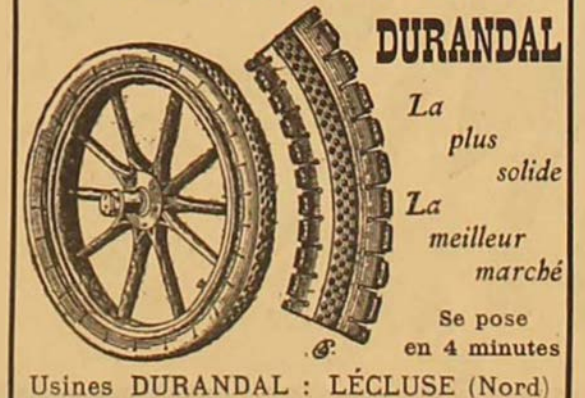 DURANDAL
La
plus
solide
La
meilleur
marché
Se pose
en 4 minutes
Usines DURANDAL : LÉCLUSE (Nord)